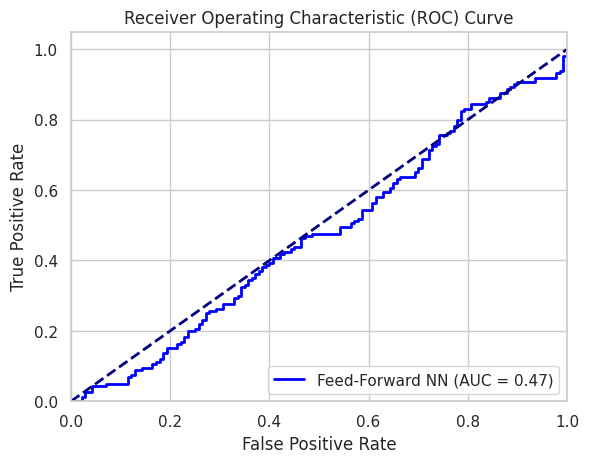 Receiver Operating Characteristic (ROC) Curve
True Positive Rate
1.0
0.8
0.6
0.4
0.2
0.0
0.0 0.2 0.4 0.6 0.8 1.0
False Positive Rate
Feed-Forward NN (AUC = 0.47)